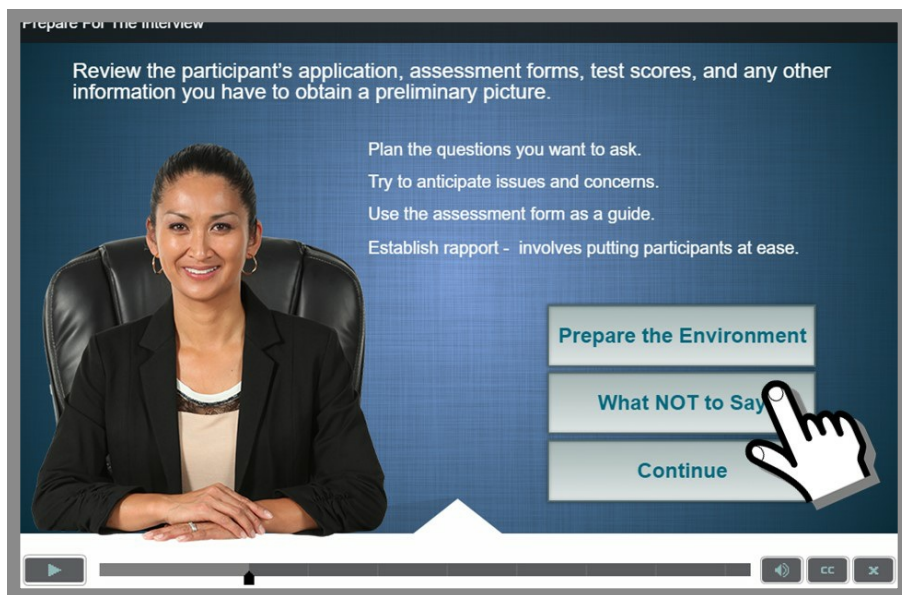 Prepare For The Interview
Review the participant's application, assessment forms, test scores, and any other
information you have to obtain a preliminary picture.
Plan the questions you want to ask.
Try to anticipate issues and concerns.
Use the assessment form as a guide.
Establish rapport - involves putting participants at ease.
Prepare the Environment
What NOT to Say
Continue
CC
X